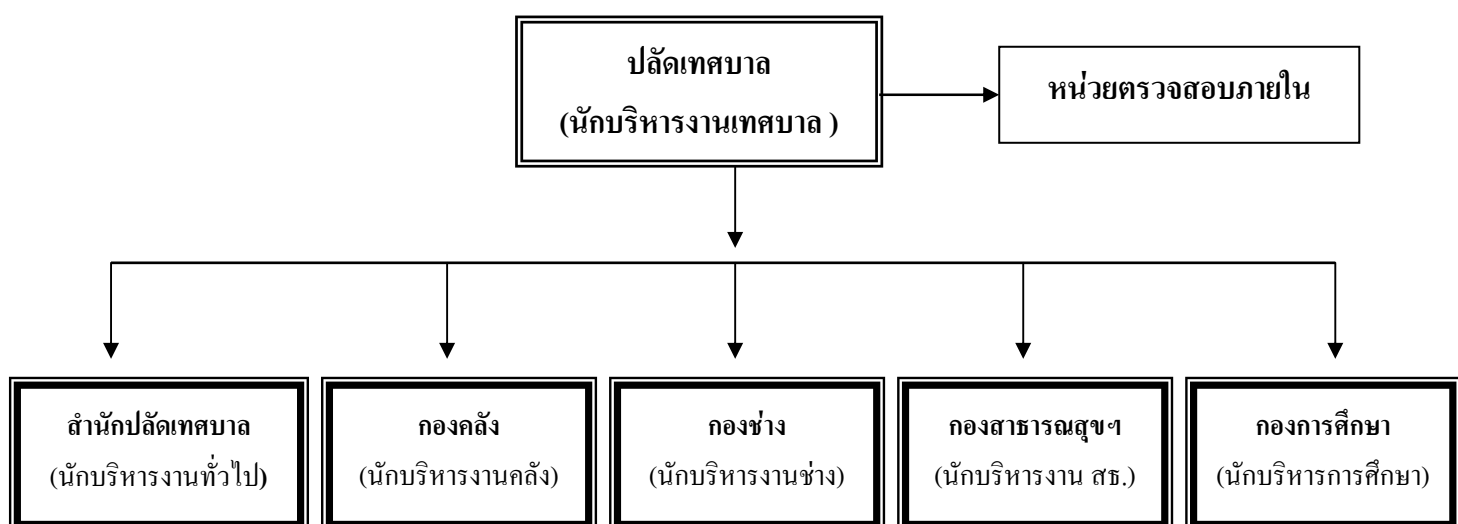 ปลัดเทศบาล
(นักบริหารงานเทศบาล )
หน่วยตรวจสอบภายใน
สำนักปลัดเทศบาล
(นักบริหารงานทั่วไป)
กองคลัง
(นักบริหารงานคลัง)
กองช่าง
(นักบริหารงานช่าง)
กองสาธารณสุขฯ
(นักบริหารงาน สธ.)
กองการศึกษา
(นักบริหารการศึกษา)